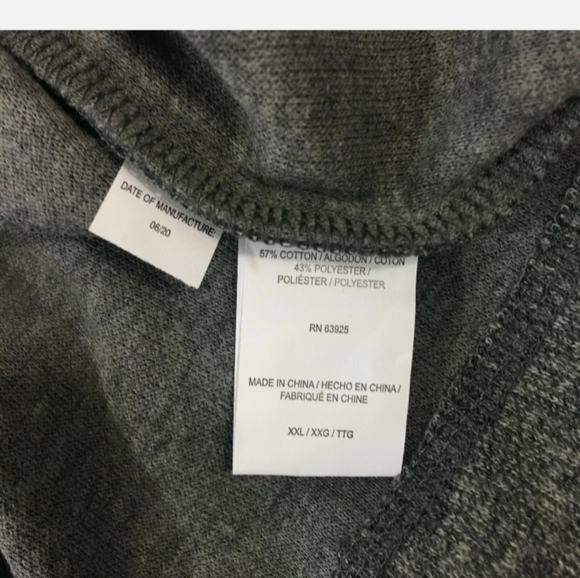 DATE OF MANUFACTURE:
06/20
57% COTTON / ALGODON / COTON
43% POLYESTER /
POLIÉSTER / POLYESTER
RN 63925
MADE IN CHINA / HECHO EN CHINA /
FABRIQUÉ EN CHINE
XXL / XXG / TTG